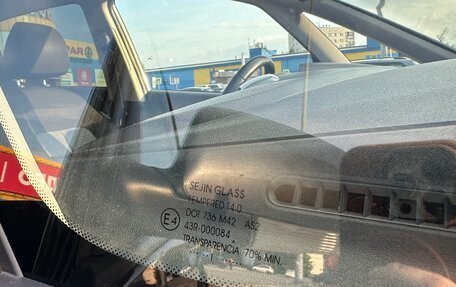 SEJIN GLASS
TEMPERED 14.0
DOT 736 M42 AS2
E4 43R-000084
TRANSPARENCIA 70% MIN.